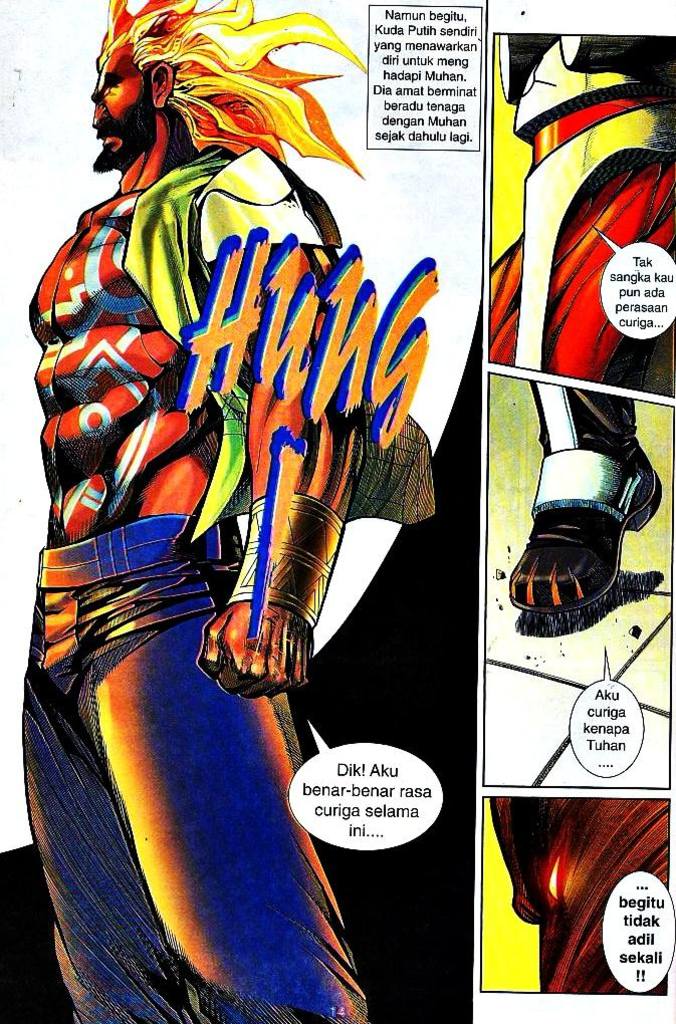 Namun begitu,
Kuda Putih sendiri
yang menawarkan
diri untuk meng
hadapi Muhan.
Dia amat berminat
beradu tenaga
dengan Muhan
sejak dahulu lagi.
HUUUUG
Dik! Aku
benar-benar rasa
curiga selama
ini....
Tak
sangka kau
pun ada
perasaan
curiga...
Aku
curiga
kenapa
Tuhan
....
...
begitu
tidak
adil
sekali
!!
14